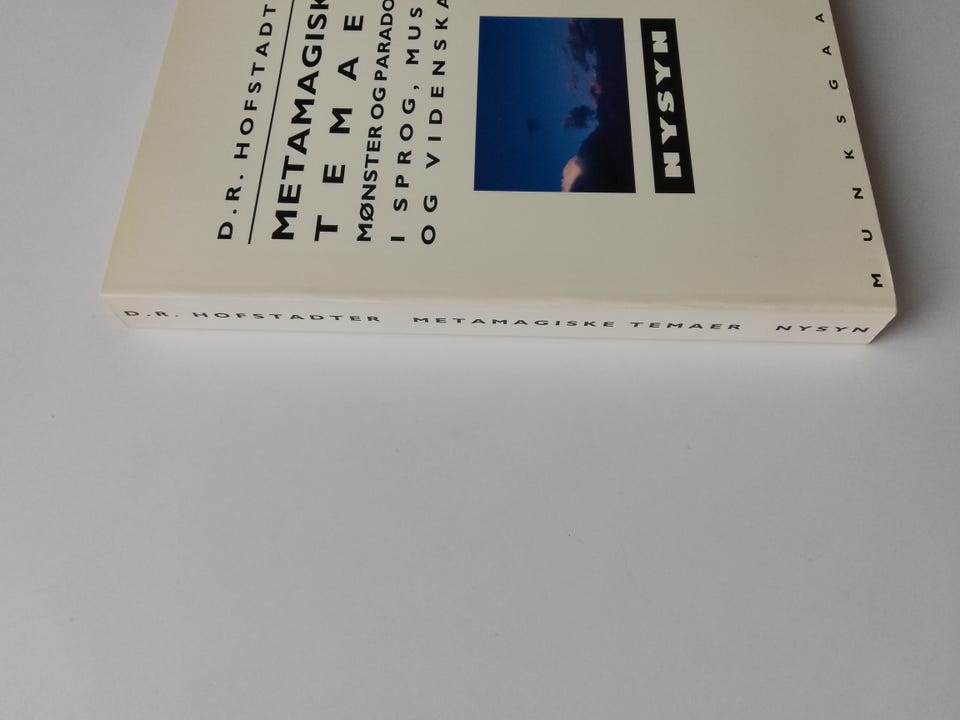 D.R. HOFSTADT
METAMAGISK
TEMAE
MØNSTER OG PARADO
I SPROG, MUS
OG VIDENSKA
NYSYN
MUNKSGAA
D.R. HOFSTADTER METAMAGISKE TEMAER NYSYN